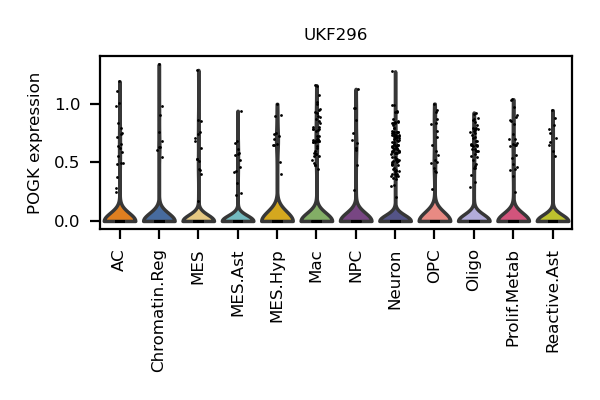 UKF296
POGK expression
1.0
0.5
0.0
AC
Chromatin.Reg
MES
MES.Ast
MES.Hyp
Mac
NPC
Neuron
OPC
Oligo
Prolif.Metab
Reactive.Ast